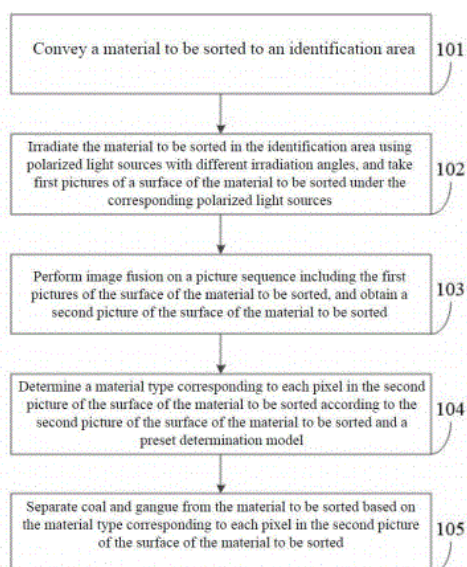 Convey a material to be sorted to an identification area
101
Irradiate the material to be sorted in the identification area using
polarized light sources with different irradiation angles, and take
first pictures of a surface of the material to be sorted under the
corresponding polarized light sources
102
Perform image fusion on a picture sequence including the first
pictures of the surface of the material to be sorted, and obtain a
second picture of the surface of the material to be sorted
103
Determine a material type corresponding to each pixel in the second
picture of the surface of the material to be sorted according to the
second picture of the surface of the material to be sorted and a
preset determination model
104
Separate coal and gangue from the material to be sorted based on
the material type corresponding to each pixel in the second picture
of the surface of the material to be sorted
105